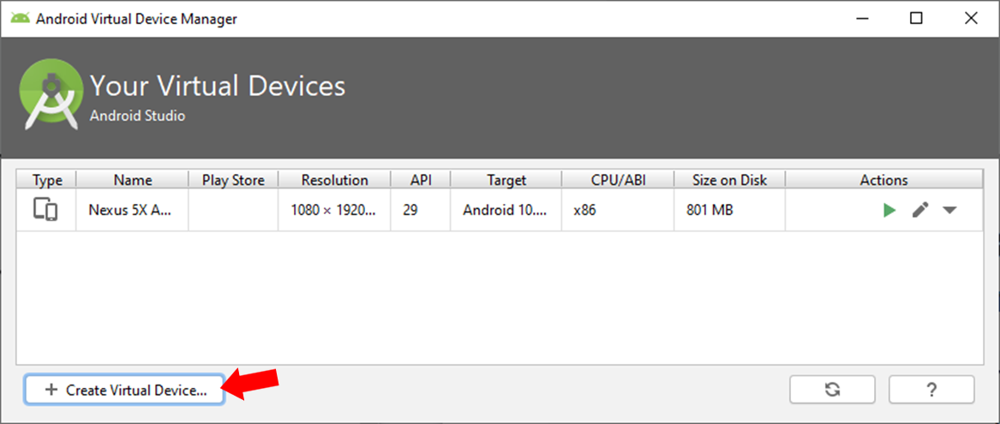 Android Virtual Device Manager
Your Virtual Devices
Android Studio
Type Name Play Store Resolution API Target CPU/ABI Size on Disk Actions
Nexus 5X A... 1080 × 1920... 29 Android 10.... x86 801 MB
+ Create Virtual Device... ?